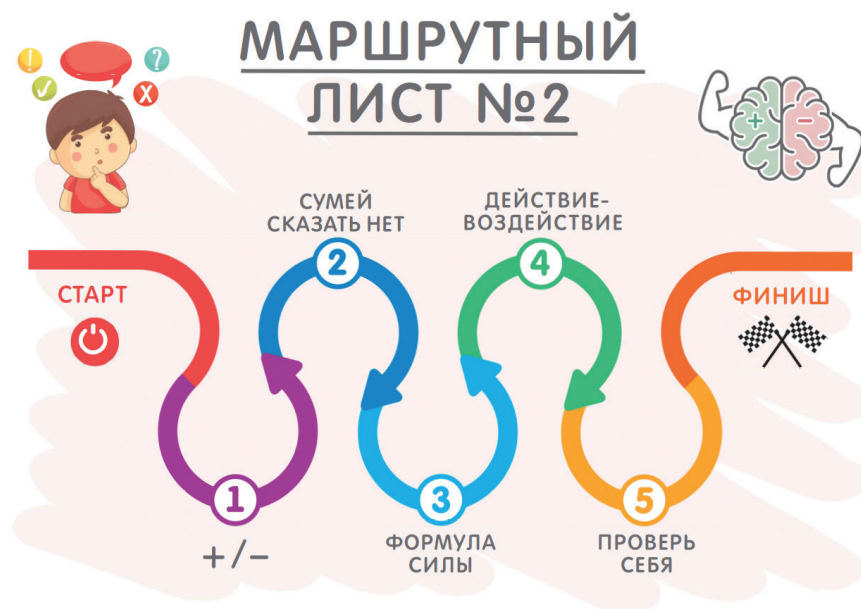 МАРШРУТНЫЙ
ЛИСТ №2
! ? ✓ X
+ −
СТАРТ
1
+/−
СУМЕЙ
СКАЗАТЬ НЕТ
2
3
ФОРМУЛА
СИЛЫ
ДЕЙСТВИЕ-
ВОЗДЕЙСТВИЕ
4
5
ПРОВЕРЬ
СЕБЯ
ФИНИШ